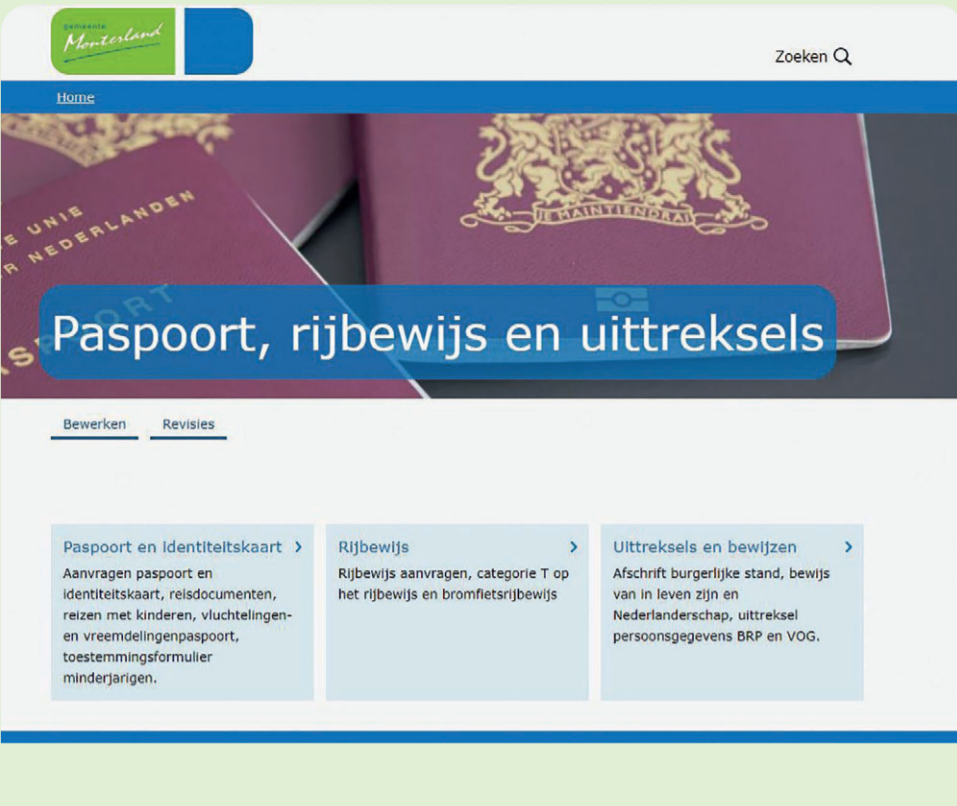 gemeente
Montferland
Zoeken
Home
E UNIE
R NEDERLANDEN
JE MAINTIENDRAI
Paspoort, rijbewijs en uittreksels
Bewerken Revisies
Paspoort en identiteitskaart
Aanvragen paspoort en
identiteitskaart, reisdocumenten,
reizen met kinderen, vluchtelingen-
en vreemdelingenpaspoort,
toestemmingsformulier
minderjarigen.
Rijbewijs
Rijbewijs aanvragen, categorie T op
het rijbewijs en bromfietsrijbewijs
Uittreksels en bewijzen
Afschrift burgerlijke stand, bewijs
van in leven zijn en
Nederlanderschap, uittreksel
persoonsgegevens BRP en VOG.